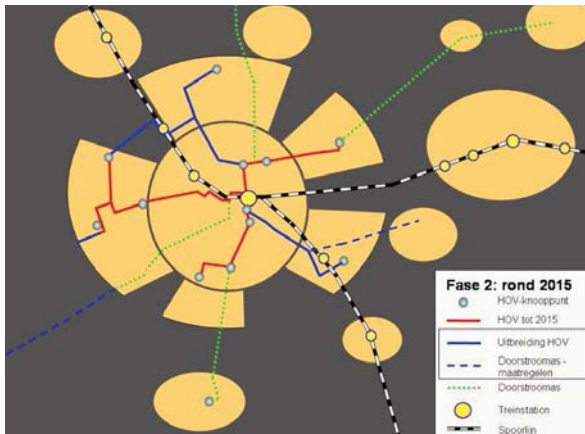 Fase 2: rond 2015
HOV-knooppunt
HOV tot 2015
Uitbreiding HOV
Doorstroomas-
maatregelen
Doorstroomas
Treinstation
Spoorlijn